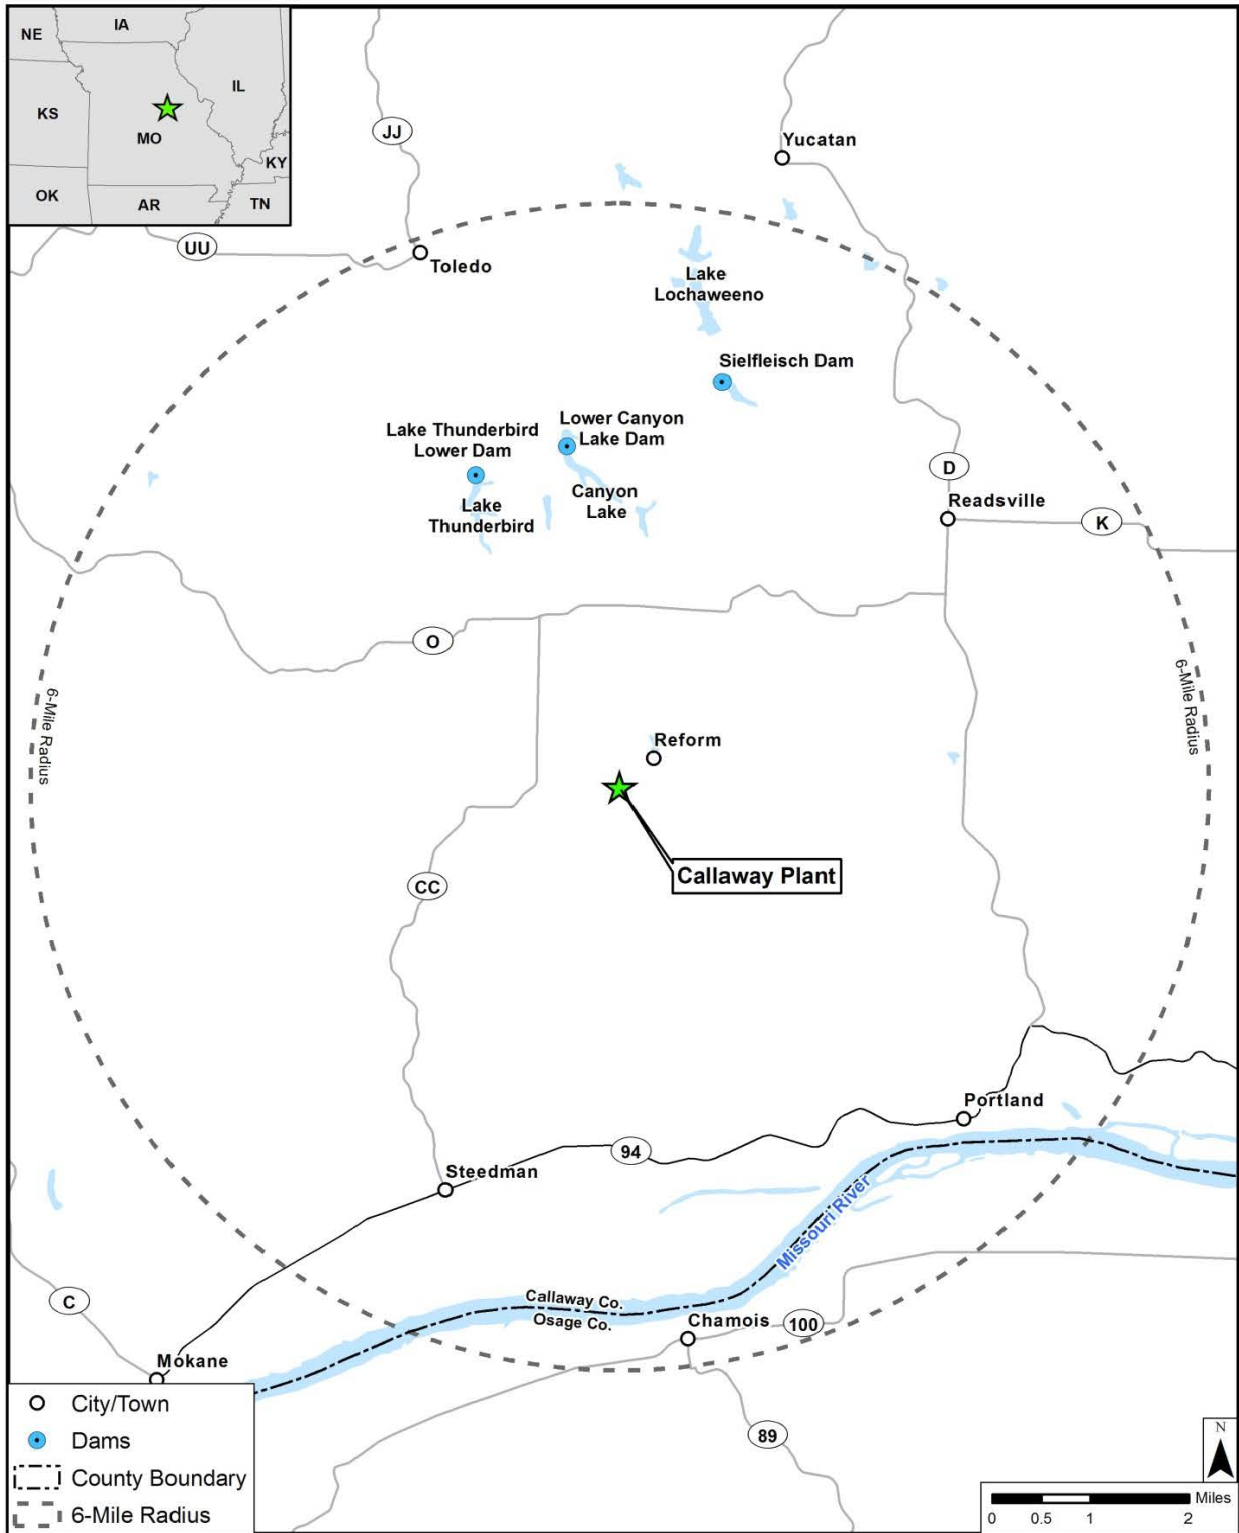 NE
IA
KS
IL
MO
KY
OK
AR
TN
JJ
Yucatan
UU
Toledo
Lake
Lochaweeno
Sielfleisch Dam
Lower Canyon
Lake Dam
Lake Thunderbird
Lower Dam
D
Canyon
Lake
Lake
Thunderbird
Readsville
K
O
6-Mile Radius
6-Mile Radius
Reform
Callaway Plant
CC
Portland
94
Steedman
Missouri River
C
Callaway Co.
Osage Co.
Chamois
100
Mokane
City/Town
Dams
County Boundary
6-Mile Radius
89
N
Miles
0 0.5 1 2